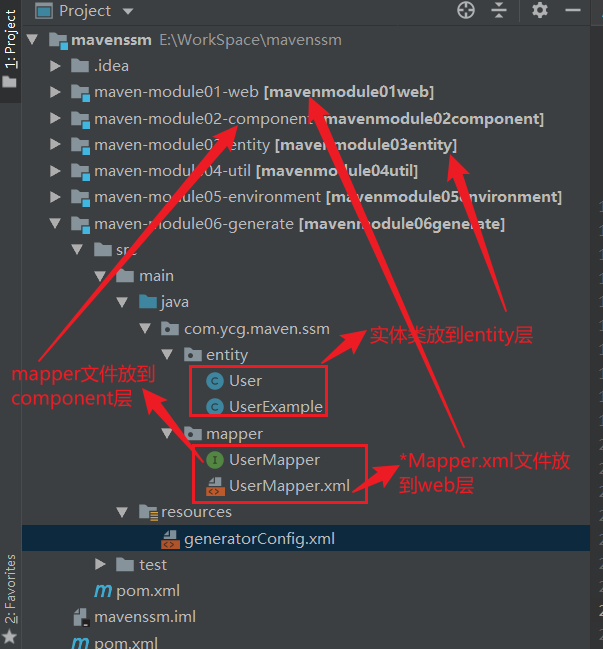 1: Project
Project
mavenssm E:\WorkSpace\mavenssm
.idea
maven-module01-web [mavenmodule01web]
maven-module02-component [mavenmodule02component]
maven-module03-entity [mavenmodule03entity]
maven-module04-util [mavenmodule04util]
maven-module05-environment [mavenmodule05environment]
maven-module06-generate [mavenmodule06generate]
src
main
java
com.ycg.maven.ssm
实体类放到entity层
entity
mapper文件放到
component层
User
UserExample
mapper
UserMapper
*Mapper.xml文件放
到web层
UserMapper.xml
resources
generatorConfig.xml
test
pom.xml
mavenssm.iml
pom.xml
2: Favorites